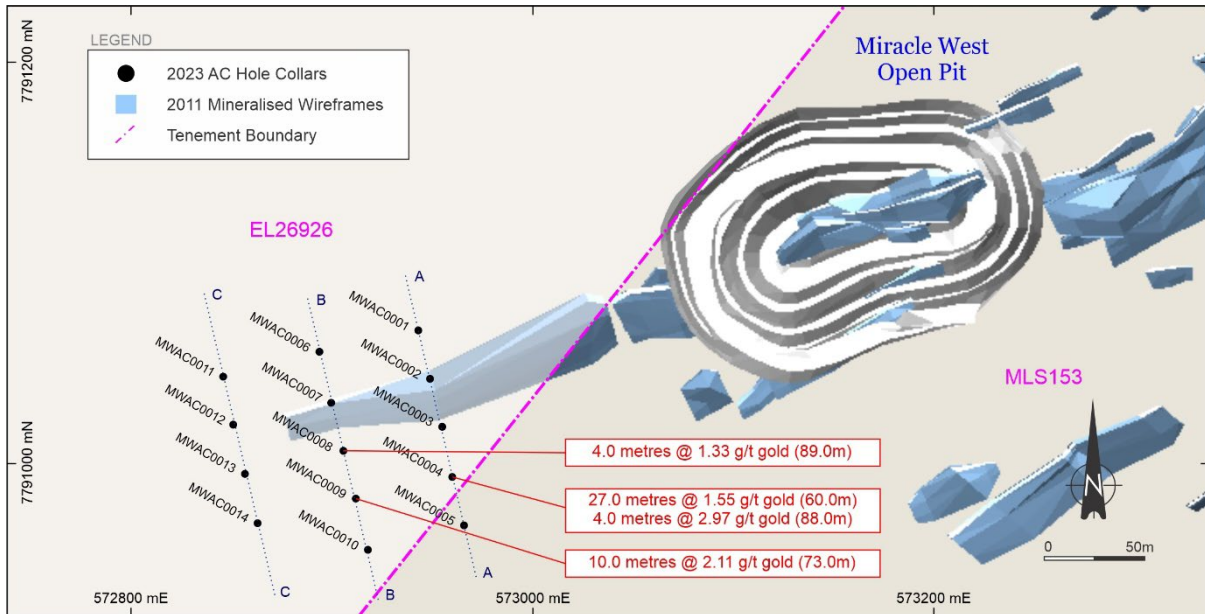 LEGEND
2023 AC Hole Collars
2011 Mineralised Wireframes
Tenement Boundary
7791200 mN
7791000 mN
Miracle West
Open Pit
EL26926
MLS153
C
B
A
MWAC0001
MWAC0002
MWAC0003
MWAC0004
MWAC0005
MWAC0006
MWAC0007
MWAC0008
MWAC0009
MWAC0010
MWAC0011
MWAC0012
MWAC0013
MWAC0014
4.0 metres @ 1.33 g/t gold (89.0m)
27.0 metres @ 1.55 g/t gold (60.0m)
4.0 metres @ 2.97 g/t gold (88.0m)
10.0 metres @ 2.11 g/t gold (73.0m)
C
B
A
N
0 50m
572800 mE
573000 mE
573200 mE